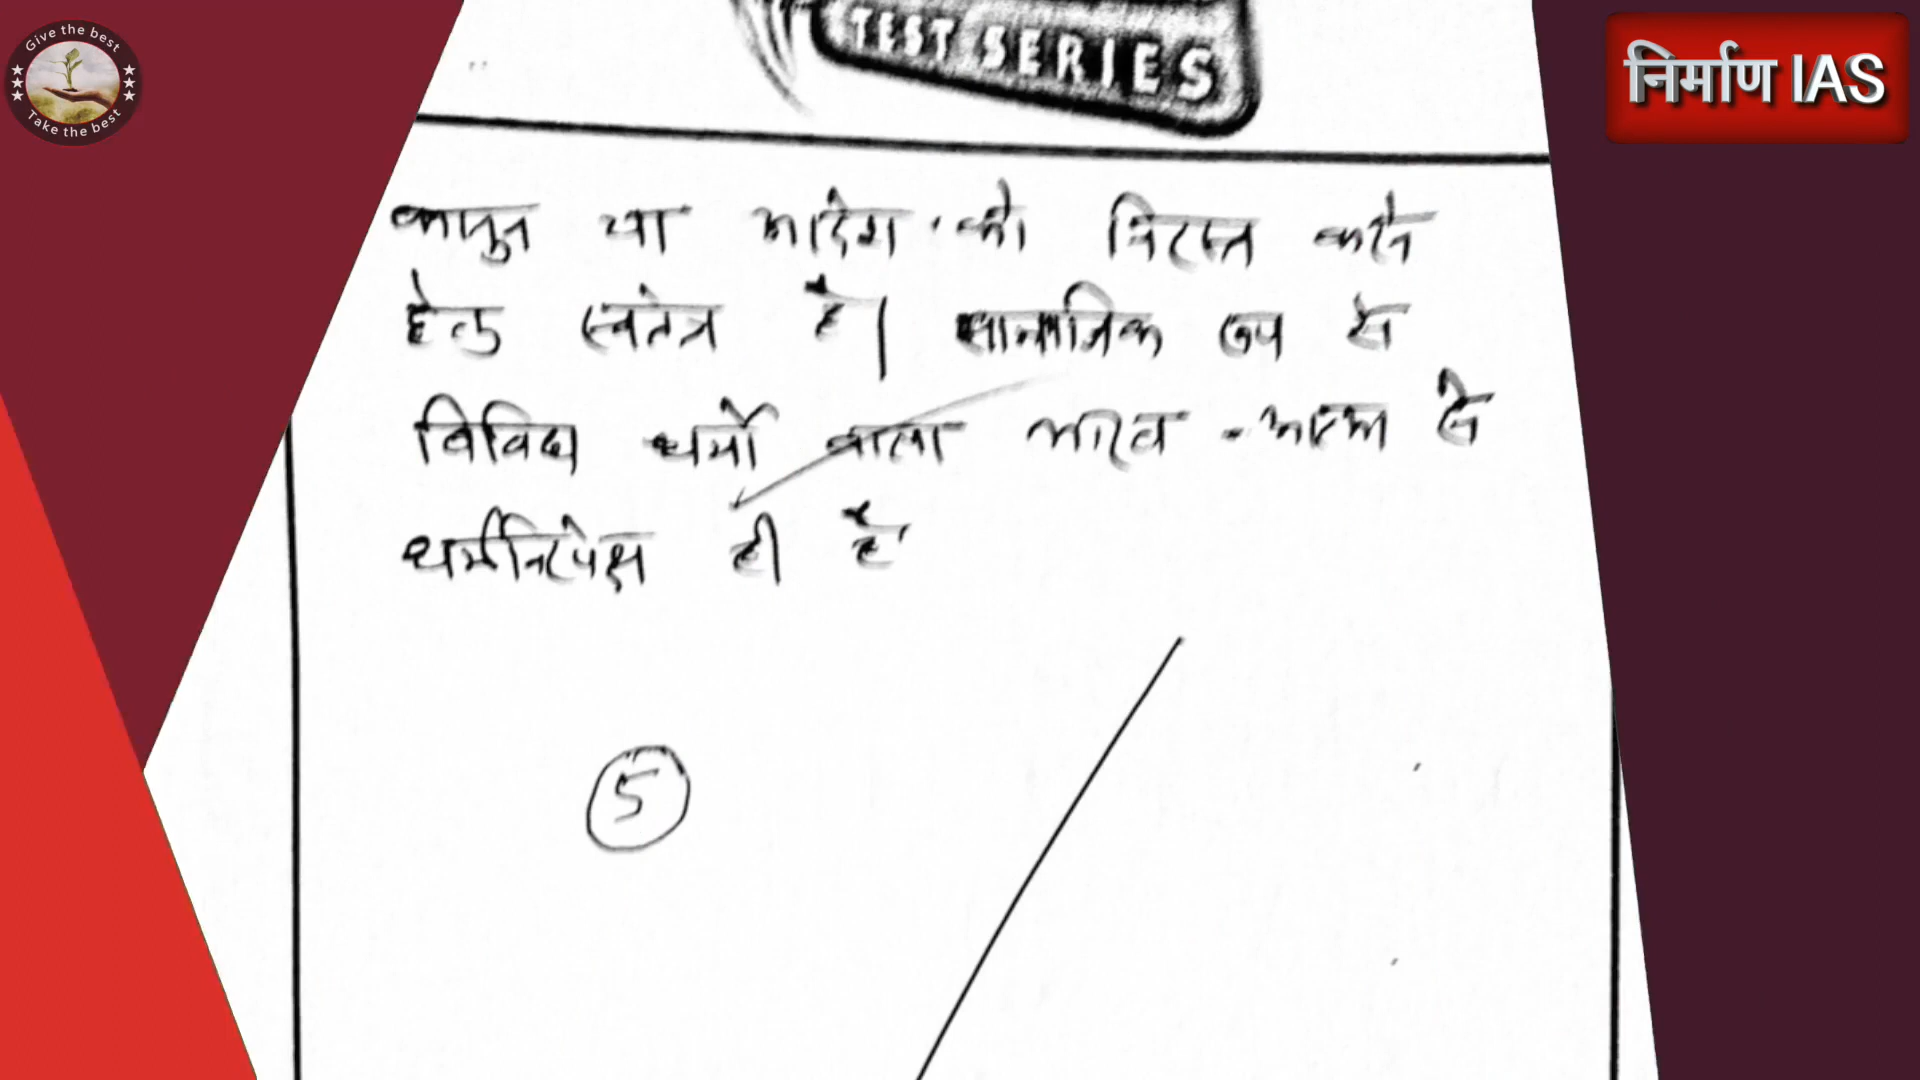 Give the best
Take the best
TEST SERIES
निर्माण IAS
कानून या आदेश को निरस्त करने
हेतु स्वतंत्र है। सामाजिक रूप से
विविध धर्मो वाला भारत आत्मा से
धर्मनिरपेक्ष ही है
5